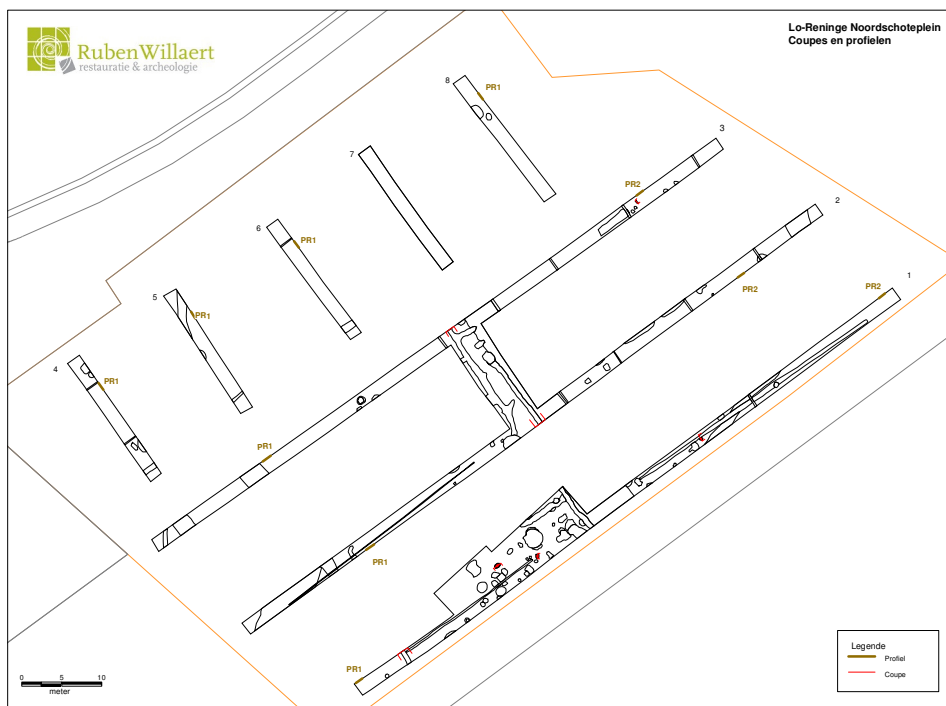 RubenWillaert
restauratie & archeologie
Lo-Reninge Noordschoteplein
Coupes en profielen
8
PR1
3
7
PR2
2
6
PR1
PR2
1
5
PR1
PR2
4
PR1
PR1
PR1
PR1
Legende
Profiel
Coupe
0 5 10
meter